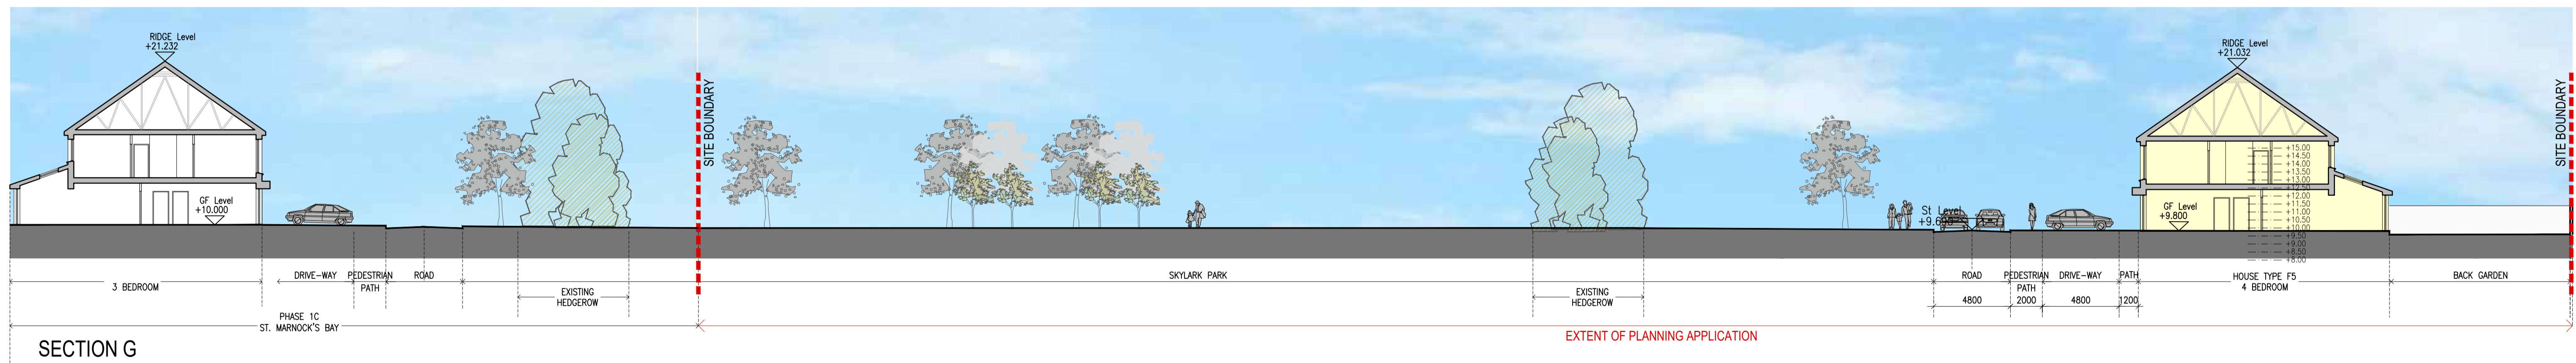 RIDGE Level
+21.232
GF Level
+10.000
SITE BOUNDARY
St Level
RIDGE Level
+21.032
+15.00
+14.50
+14.00
+13.50
+13.00
+12.50
+12.00
+11.50
+11.00
+10.50
+10.00
+9.50
+9.00
+8.50
+8.00
GF Level
+9.800
SITE BOUNDARY
3 BEDROOM
DRIVE-WAY
PEDESTRIAN
PATH
ROAD
EXISTING
HEDGEROW
SKYLARK PARK
EXISTING
HEDGEROW
ROAD
PEDESTRIAN
PATH
DRIVE-WAY
PATH
4800
2000
4800
1200
HOUSE TYPE F5
4 BEDROOM
BACK GARDEN
PHASE 1C
ST. MARNOCK'S BAY
EXTENT OF PLANNING APPLICATION
SECTION G